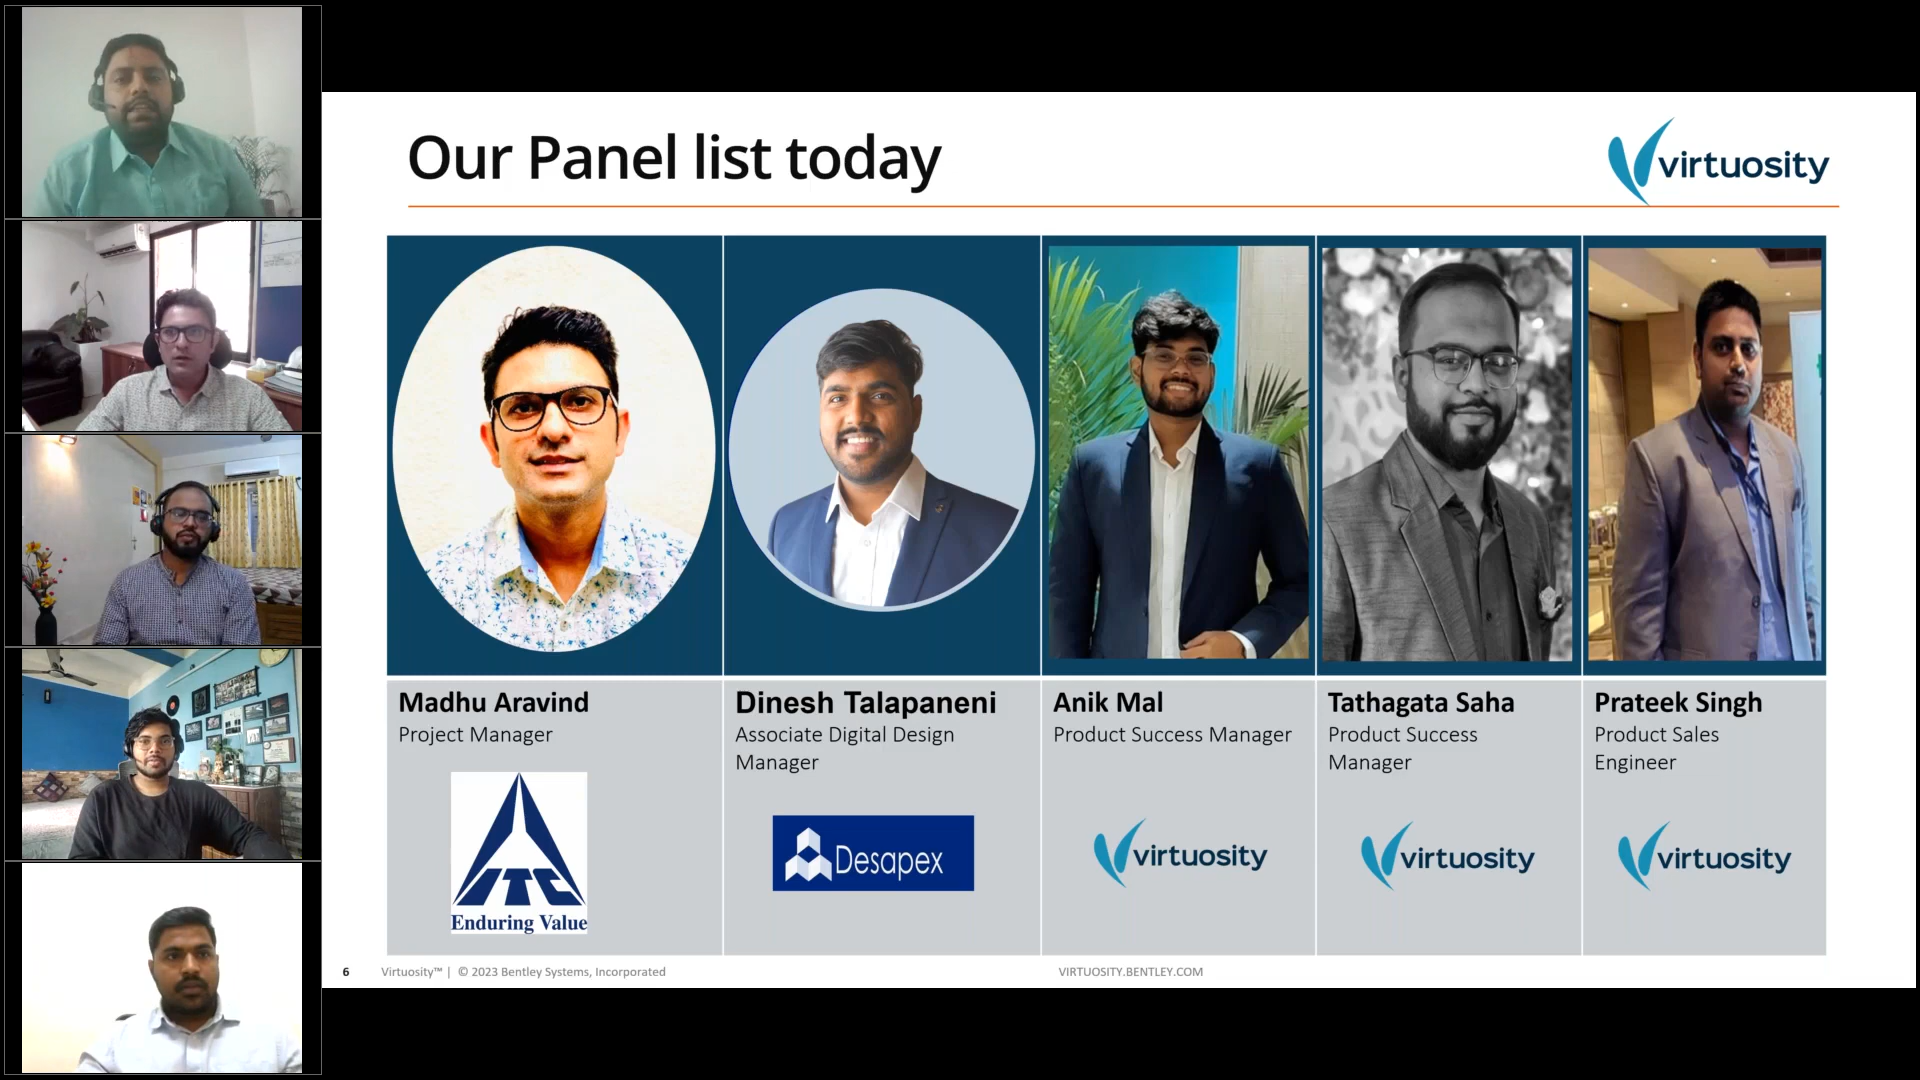 Our Panel list today
virtuosity
Madhu Aravind
Project Manager
ITC
Enduring Value
Dinesh Talapaneni
Associate Digital Design
Manager
Desapex
Anik Mal
Product Success Manager
virtuosity
Tathagata Saha
Product Success
Manager
virtuosity
Prateek Singh
Product Sales
Engineer
virtuosity
6 Virtuosity™ | © 2023 Bentley Systems, Incorporated VIRTUOSITY.BENTLEY.COM